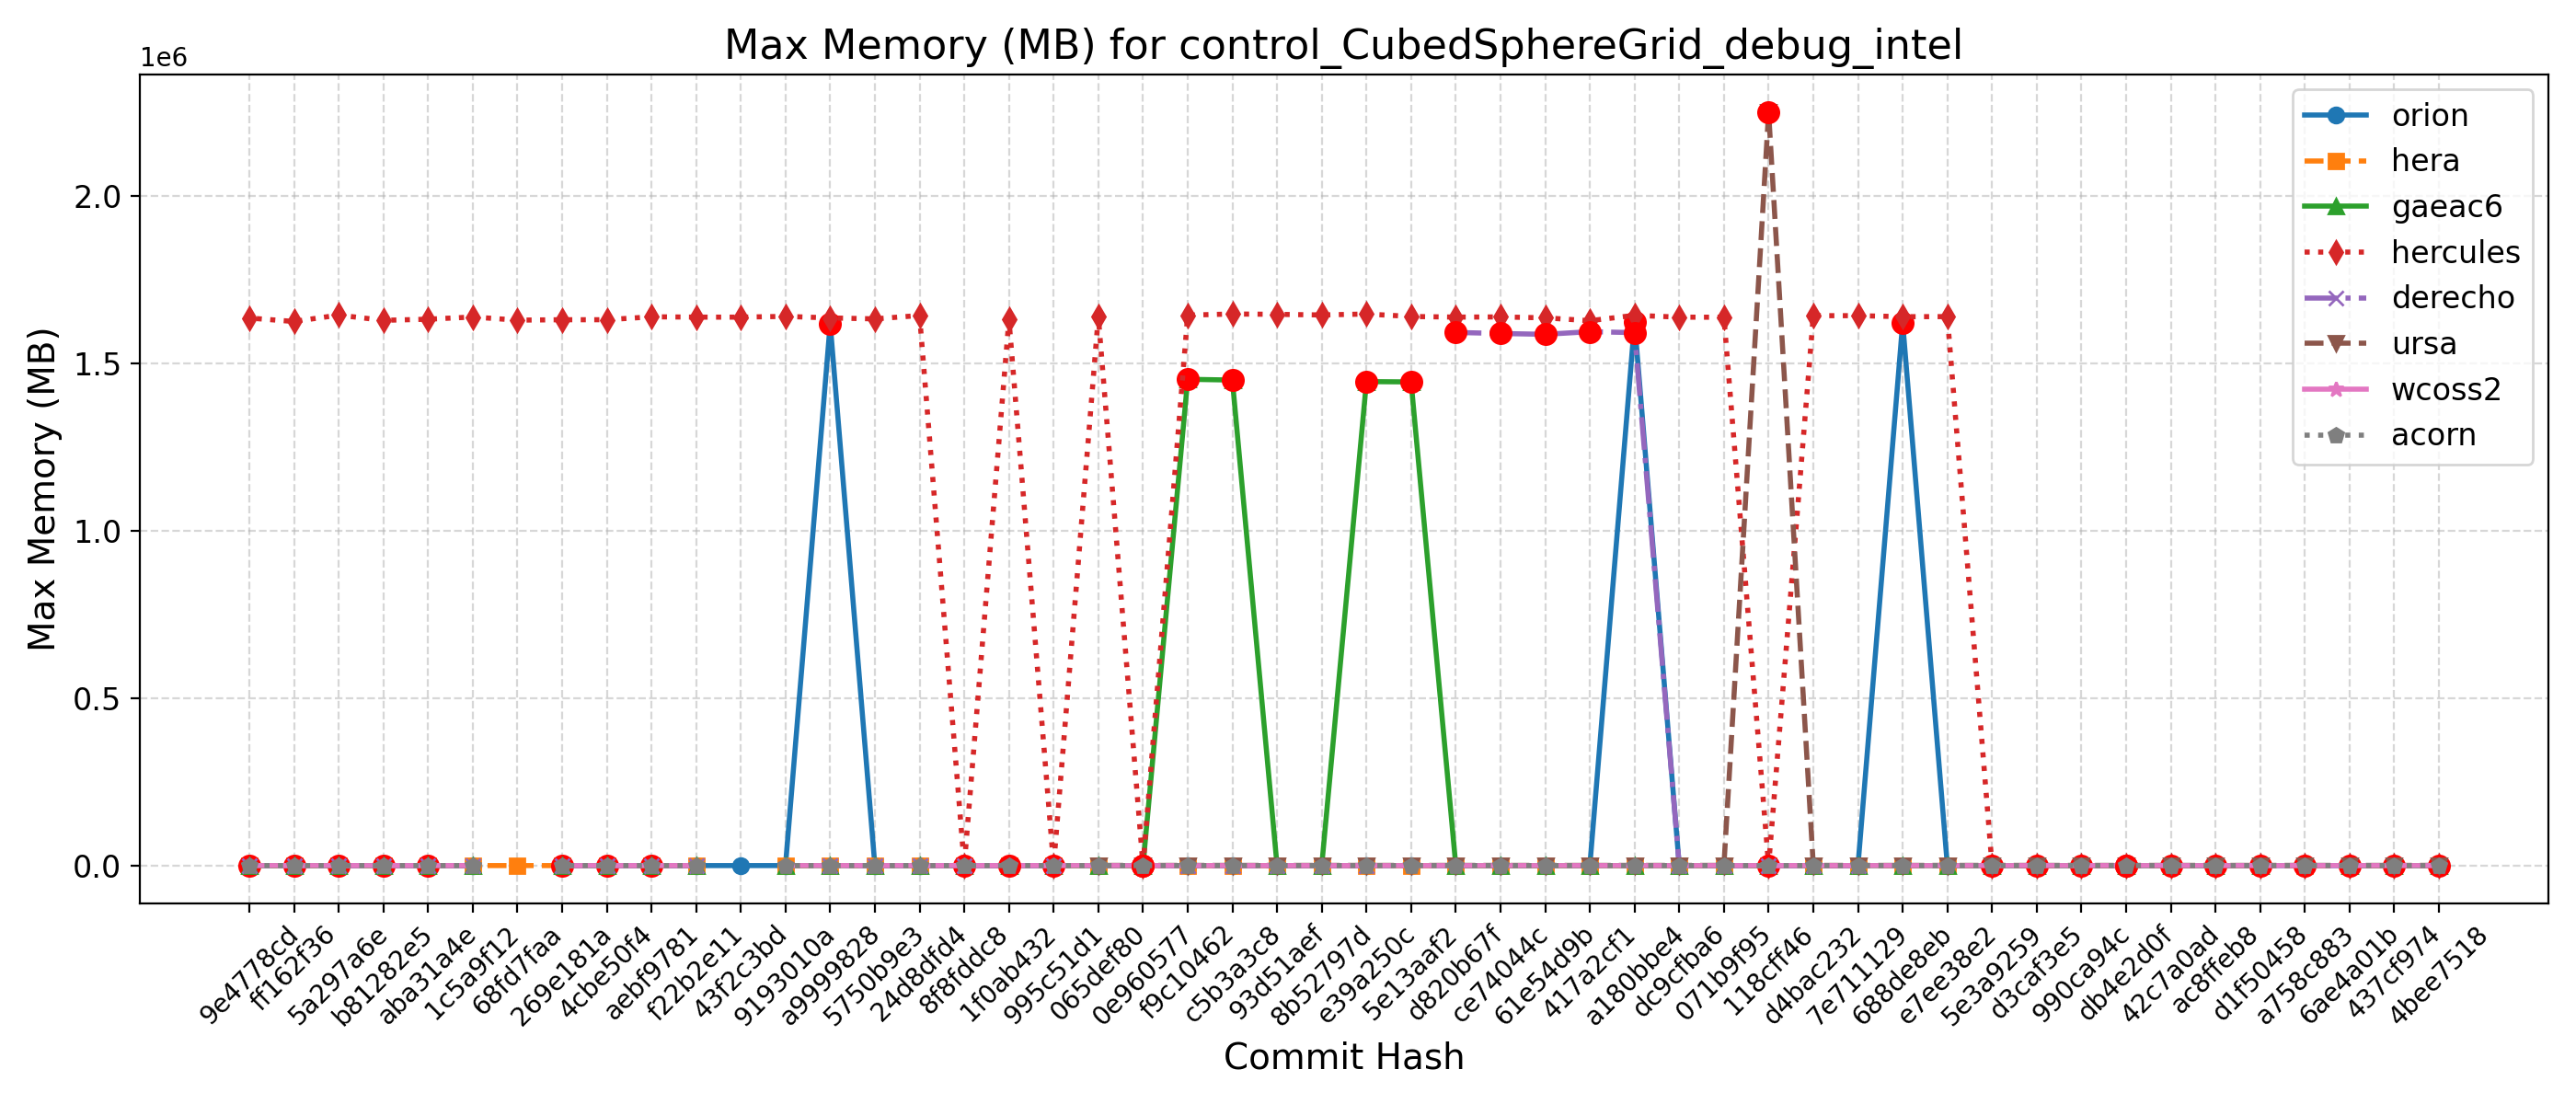 Max Memory (MB) for control_CubedSphereGrid_debug_intel
1e6
2.0
1.5
1.0
0.5
0.0
Max Memory (MB)
orion
hera
gaeac6
hercules
derecho
ursa
wcoss2
acorn
9e4778cd
ff162f36
5a297a6e
b81282e5
aba31a4e
1c5a9f12
68fd7faa
269e181a
4cbe50f4
aebf9781
f22b2e11
43f2c3bd
9193010a
a9999828
5750b9e3
24d8dfd4
8f8fddc8
1f0ab432
995c51d1
065def80
0e960577
f9c10462
c5b3a3c8
93d51aef
8b52797d
e39a250c
5e13aaf2
d820b67f
ce74044c
61e54d9b
417a2cf1
a180bbe4
dc9cfba6
071b9f95
118cff46
d4bac232
7e711129
688de8eb
e7ee38e2
5e3a9259
d3caf3e5
990ca94c
db4e2d0f
42c7a0ad
ac8ffeb8
d1f50458
a758c883
6ae4a01b
437cf974
4bee7518
Commit Hash